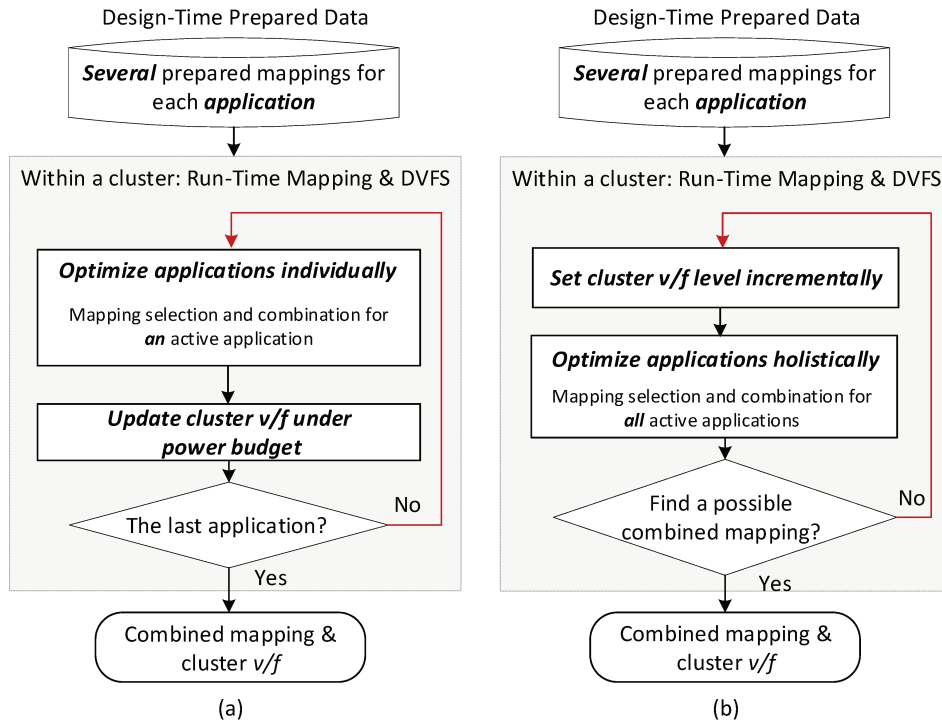 Design-Time Prepared Data
Several prepared mappings for
each application
Within a cluster: Run-Time Mapping & DVFS
Optimize applications individually
Mapping selection and combination for
an active application
Update cluster v/f under
power budget
The last application?
No
Yes
Combined mapping &
cluster v/f
(a)
Design-Time Prepared Data
Several prepared mappings for
each application
Within a cluster: Run-Time Mapping & DVFS
Set cluster v/f level incrementally
Optimize applications holistically
Mapping selection and combination for
all active applications
Find a possible
combined mapping?
No
Yes
Combined mapping &
cluster v/f
(b)